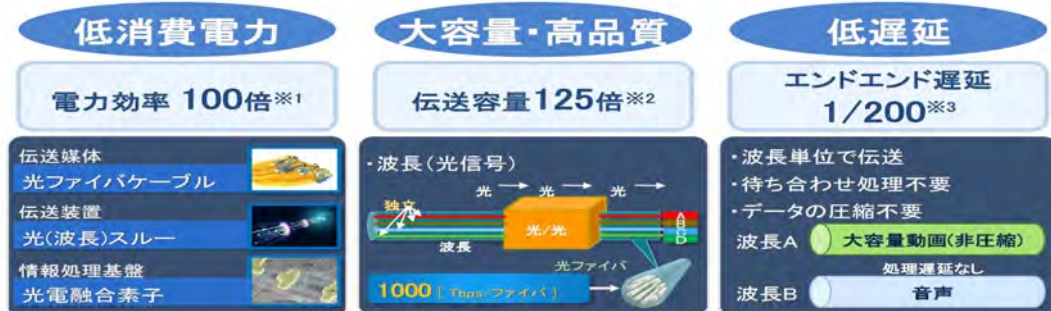 低消費電力
電力効率 100倍※1
伝送媒体
光ファイバケーブル
伝送装置
光(波長)スルー
情報処理基盤
光電融合素子
大容量・高品質
伝送容量125倍※2
・波長(光信号)
光 光 光
独立
光/光
A
B
C
D
波長
光ファイバ
1000 [Tbps/ファイバ]
低遅延
エンドエンド遅延
1/200※3
・波長単位で伝送
・待ち合わせ処理不要
・データの圧縮不要
波長A 大容量動画(非圧縮)
処理遅延なし
波長B 音声